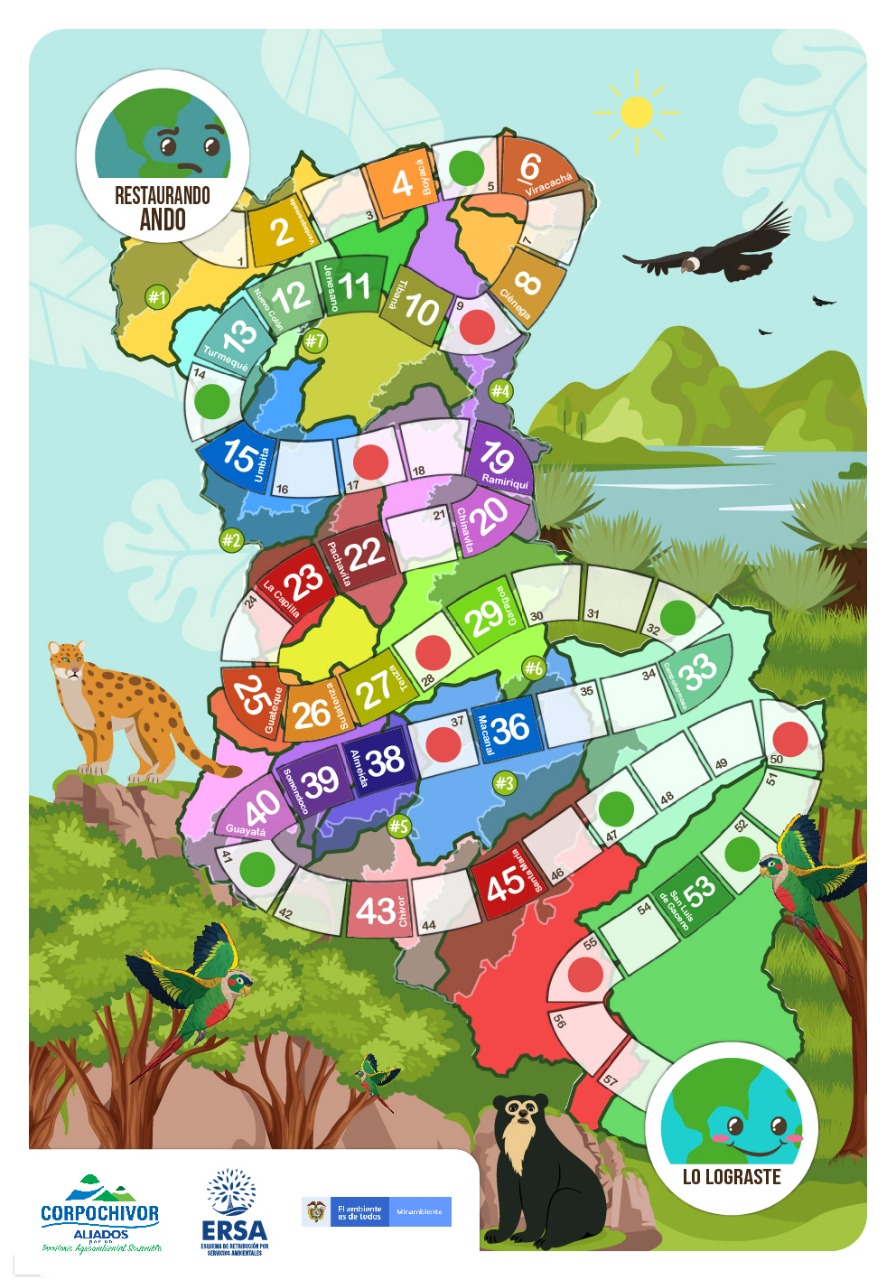 RESTAURANDO
ANDO
1
2
Ventaquemada
3
4
Boyacá
5
6
Viracachá
7
8
Ciénega
9
10
Tibaná
11
Jenesano
12
Nuevo Colón
13
Turmequé
14
#1
#7
#4
15
Umbita
16
17
18
19
Ramiriquí
20
Chinavita
21
22
Pachavita
23
La Capilla
24
#2
25
Guateque
26
Sutatenza
27
Tenza
28
29
Garagoa
30
31
32
33
34
35
36
Macanal
37
38
Almeida
39
Somondoco
40
Guayatá
#6
#3
#5
41
42
43
Chivor
44
45
Santa María
46
47
48
49
50
51
52
53
San Luis
de Gaceno
54
55
56
57
LO LOGRASTE
CORPOCHIVOR
ALIADOS
por un
Territorio Agroambiental Sostenible
ERSA
ESQUEMA DE RETRIBUCIÓN POR
SERVICIOS AMBIENTALES
El ambiente
es de todos
Minambiente